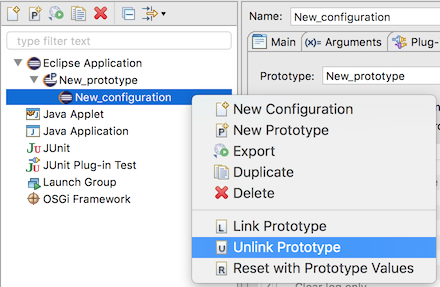 Name: New_configuration
type filter text
Main (x)= Arguments Plug-
Eclipse Application
New_prototype
Prototype: New_prototype
New_configuration
Java Applet
Java Application
JUnit
JUnit Plug-in Test
Launch Group
OSGi Framework
New Configuration
New Prototype
Export
Duplicate
Delete
Link Prototype
Unlink Prototype
Reset with Prototype Values